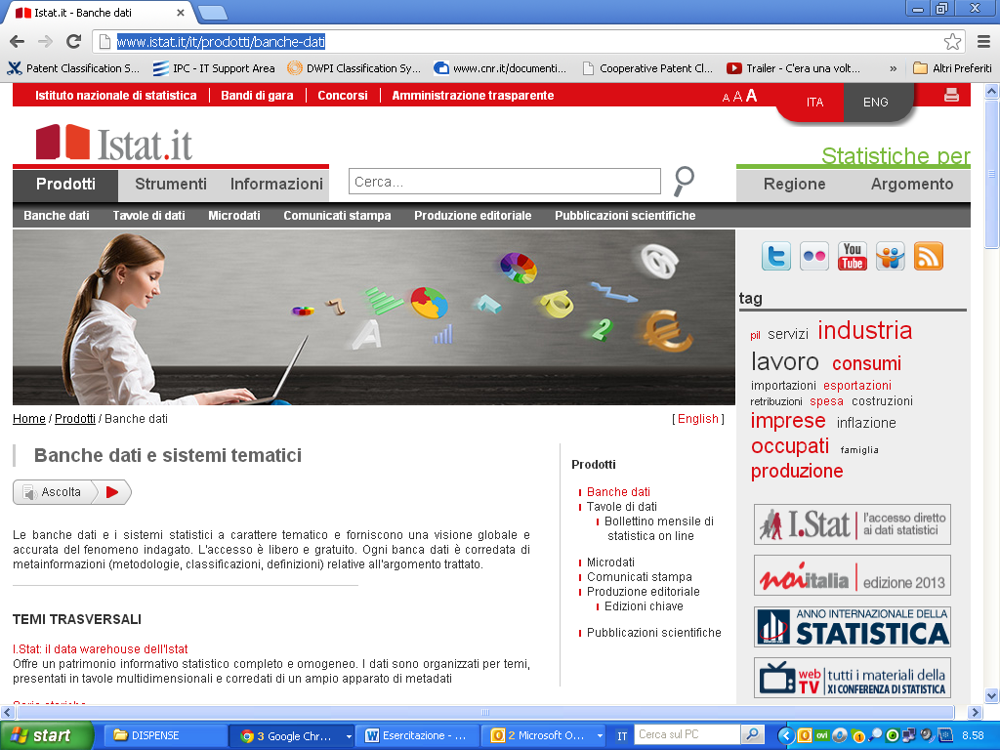 Istat.it - Banche dati
www.istat.it/it/prodotti/banche-dati
Patent Classification S... IPC - IT Support Area DWPI Classification Sy... www.cnr.it/documenti... Cooperative Patent Cl... Trailer - C'era una volt... » Altri Preferiti
Istituto nazionale di statistica Bandi di gara Concorsi Amministrazione trasparente A A A ITA ENG
Istat.it
Statistiche per
Prodotti Strumenti Informazioni Cerca... Regione Argomento
Banche dati Tavole di dati Microdati Comunicati stampa Produzione editoriale Pubblicazioni scientifiche
You
Tube
tag
pil servizi industria
lavoro consumi
importazioni esportazioni
retribuzioni spesa costruzioni
imprese inflazione
occupati famiglia
produzione
Home / Prodotti / Banche dati [ English ]
Banche dati e sistemi tematici
Ascolta
Le banche dati e i sistemi statistici a carattere tematico e forniscono una visione globale e
accurata del fenomeno indagato. L'accesso è libero e gratuito. Ogni banca dati è corredata di
metainformazioni (metodologie, classificazioni, definizioni) relative all'argomento trattato.
TEMI TRASVERSALI
I.Stat: il data warehouse dell'Istat
Offre un patrimonio informativo statistico completo e omogeneo. I dati sono organizzati per temi,
presentati in tavole multidimensionali e corredati di un ampio apparato di metadati
Serie storiche
Prodotti
Banche dati
Tavole di dati
Bollettino mensile di
statistica on line
Microdati
Comunicati stampa
Produzione editoriale
Edizioni chiave
Pubblicazioni scientifiche
I.Stat l'accesso diretto
ai dati statistici
noitalia edizione 2013
ANNO INTERNAZIONALE DELLA
STATISTICA
web
TV tutti i materiali della
XI CONFERENZA DI STATISTICA
start DISPENSE 3 Google Chr... Esercitazione - ... 2 Microsoft O... IT Cerca sul PC ovi 8.58